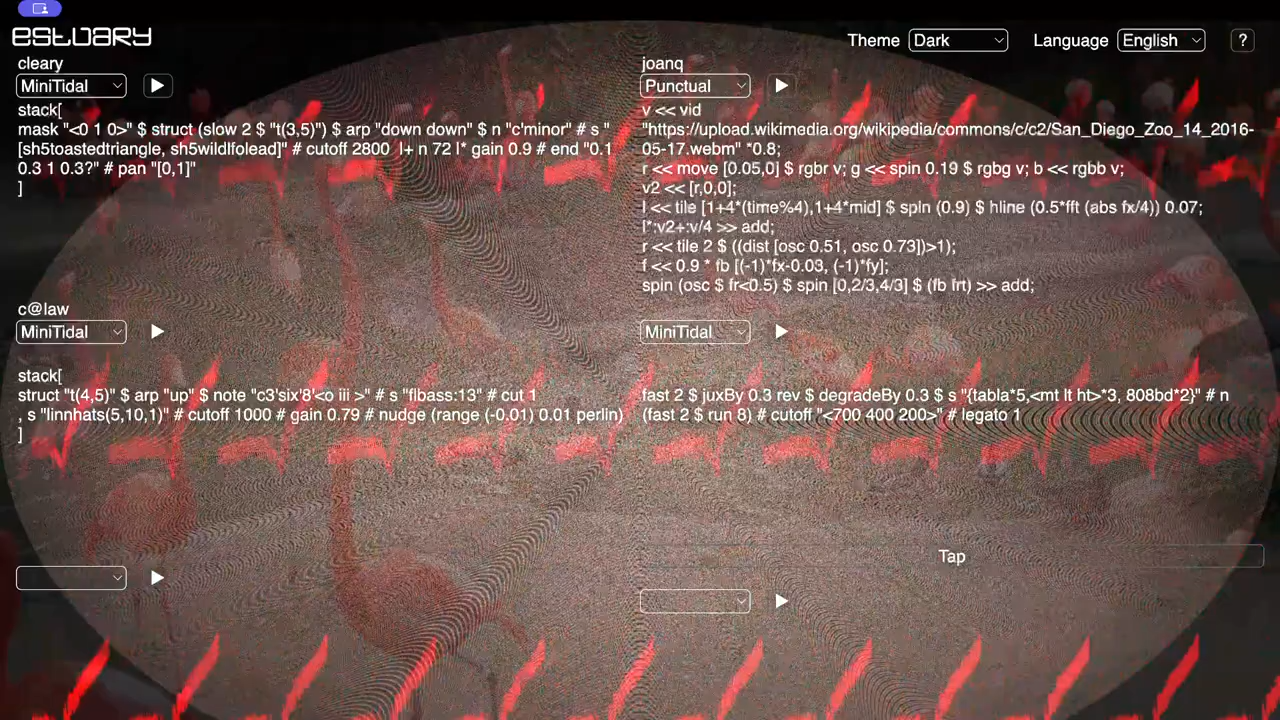 estuary
Theme Dark Language English ?
cleary
MiniTidal
stack[
mask "<0 1 0>" $ struct (slow 2 $ "t(3,5)") $ arp "down down" $ n "c'minor" # s "
[sh5toastedtriangle, sh5wildlfolead]" # cutoff 2800 |+ n 72 |* gain 0.9 # end "0.1
0.3 1 0.3?" # pan "[0,1]"
]
joanq
Punctual
v << vid
"https://upload.wikimedia.org/wikipedia/commons/c/c2/San_Diego_Zoo_14_2016-
05-17.webm" *0.8;
r << move [0.05,0] $ rgbr v; g << spin 0.19 $ rgbg v; b << rgbb v;
v2 << [r,0,0];
l << tile [1+4*(time%4),1+4*mid] $ spin (0.9) $ hline (0.5*fft (abs fx/4)) 0.07;
l*:v2+:v/4 >> add;
r << tile 2 $ ((dist [osc 0.51, osc 0.73])>1);
f << 0.9 * fb [(-1)*fx-0.03, (-1)*fy];
spin (osc $ fr<0.5) $ spin [0,2/3,4/3] $ (fb frt) >> add;
c@law
MiniTidal
stack[
struct "t(4,5)" $ arp "up" $ note "c3'six'8'<o iii >" # s "flbass:13" # cut 1
, s "linnhats(5,10,1)" # cutoff 1000 # gain 0.79 # nudge (range (-0.01) 0.01 perlin)
]
MiniTidal
fast 2 $ juxBy 0.3 rev $ degradeBy 0.3 $ s "{tabla*5,<mt lt ht>*3, 808bd*2}" # n
(fast 2 $ run 8) # cutoff "<700 400 200>" # legato 1
Tap